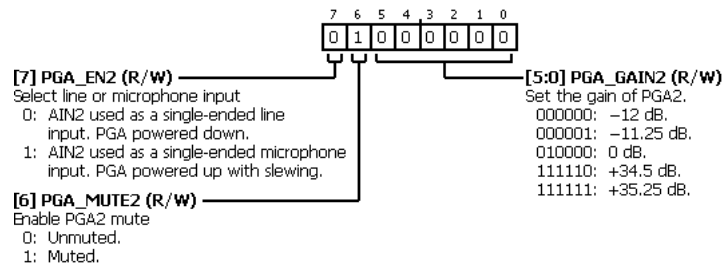 7 6 5 4 3 2 1 0
0 1 0 0 0 0 0 0
[7] PGA_EN2 (R/W)
Select line or microphone input
0: AIN2 used as a single-ended line
input. PGA powered down.
1: AIN2 used as a single-ended microphone
input. PGA powered up with slewing.
[6] PGA_MUTE2 (R/W)
Enable PGA2 mute
0: Unmuted.
1: Muted.
[5:0] PGA_GAIN2 (R/W)
Set the gain of PGA2.
000000: −12 dB.
000001: −11.25 dB.
010000: 0 dB.
111110: +34.5 dB.
111111: +35.25 dB.